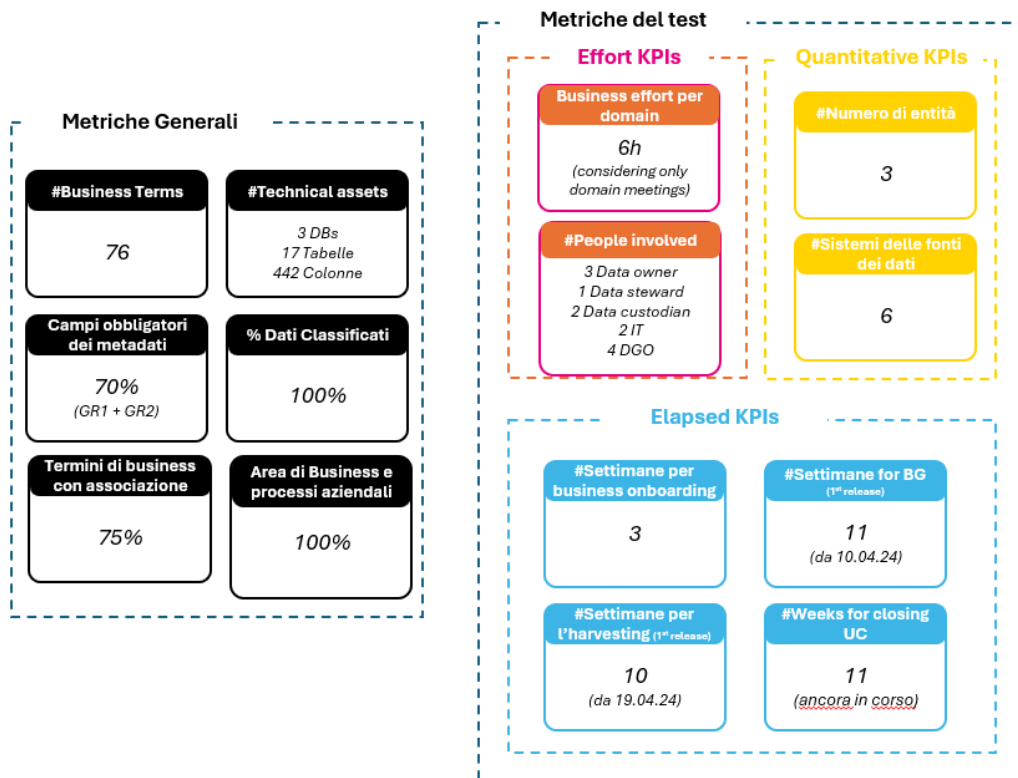 Metriche Generali
#Business Terms
76
#Technical assets
3 DBs
17 Tabelle
442 Colonne
Campi obbligatori
dei metadati
70%
(GR1 + GR2)
% Dati Classificati
100%
Termini di business
con associazione
75%
Area di Business e
processi aziendali
100%
Metriche del test
Effort KPIs
Business effort per
domain
6h
(considering only
domain meetings)
#People involved
3 Data owner
1 Data steward
2 Data custodian
2 IT
4 DGO
Quantitative KPIs
#Numero di entità
3
#Sistemi delle fonti
dei dati
6
Elapsed KPIs
#Settimane per
business onboarding
3
#Settimane for BG
(1st release)
11
(da 10.04.24)
#Settimane per
l'harvesting (1st release)
10
(da 19.04.24)
#Weeks for closing
UC
11
(ancora in corso)